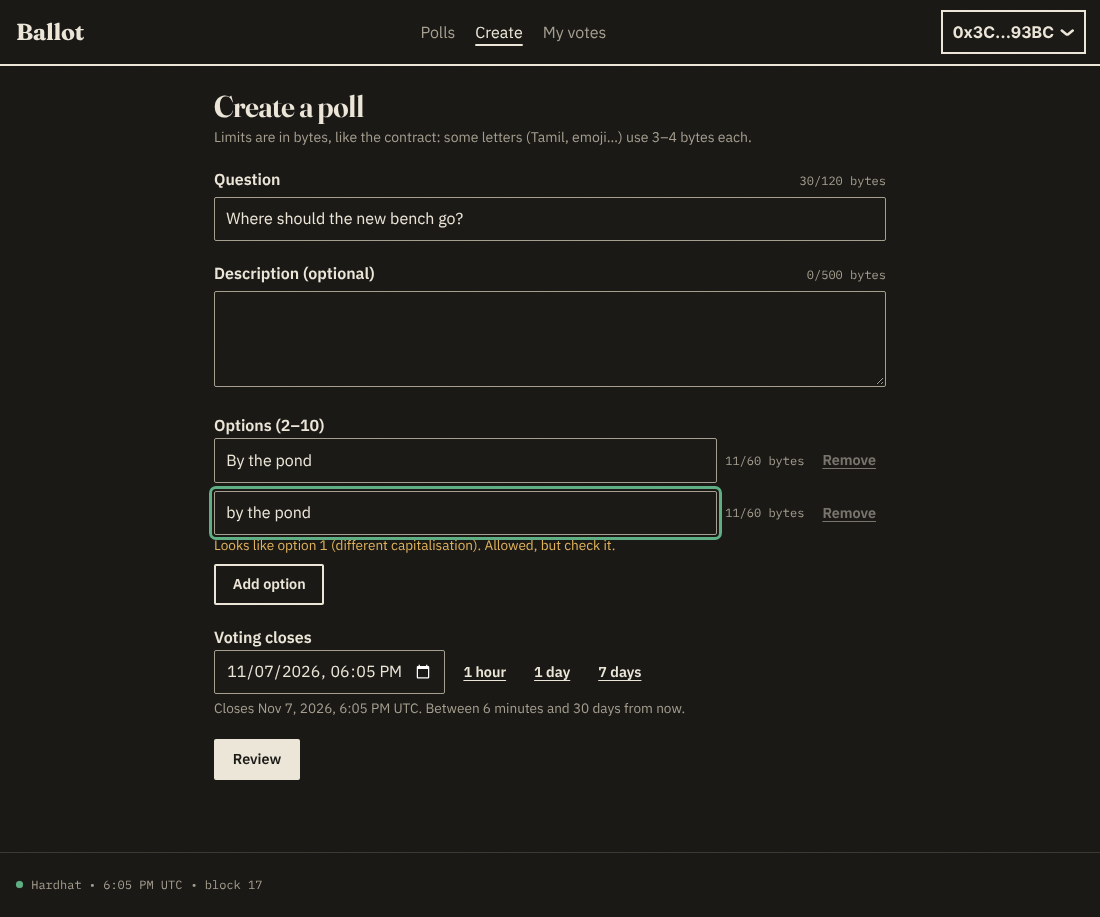 Ballot
Polls Create My votes
0x3C...93BC
Create a poll
Limits are in bytes, like the contract: some letters (Tamil, emoji…) use 3–4 bytes each.
Question 30/120 bytes
Where should the new bench go?
Description (optional) 0/500 bytes
Options (2–10)
By the pond 11/60 bytes Remove
by the pond 11/60 bytes Remove
Looks like option 1 (different capitalisation). Allowed, but check it.
Add option
Voting closes
11/07/2026, 06:05 PM 1 hour 1 day 7 days
Closes Nov 7, 2026, 6:05 PM UTC. Between 6 minutes and 30 days from now.
Review
Hardhat • 6:05 PM UTC • block 17